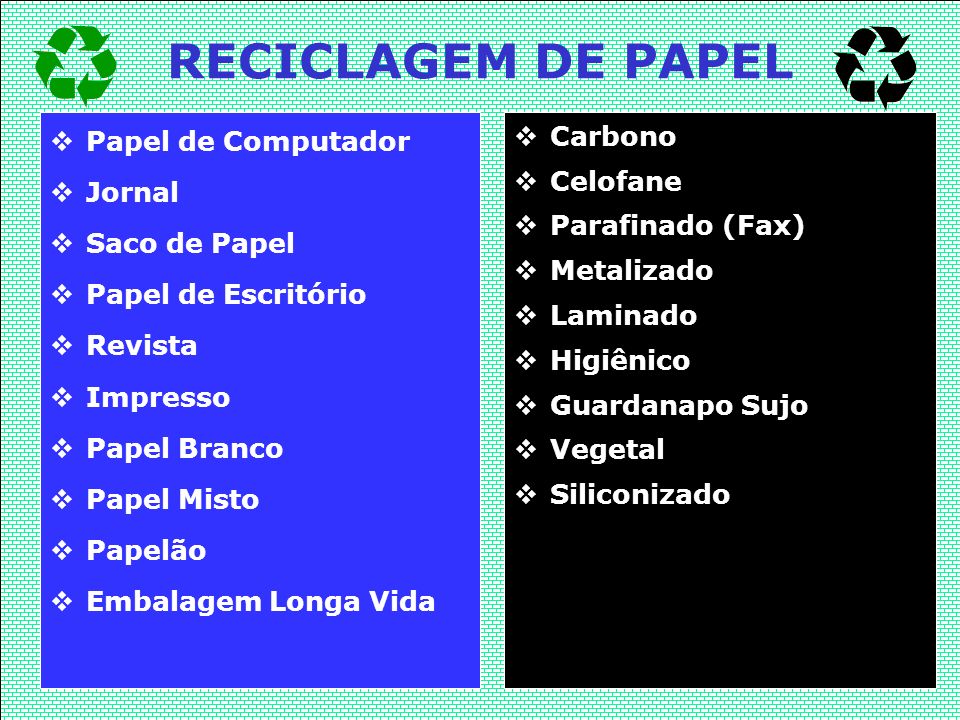 RECICLAGEM DE PAPEL
❖ Papel de Computador
❖ Jornal
❖ Saco de Papel
❖ Papel de Escritório
❖ Revista
❖ Impresso
❖ Papel Branco
❖ Papel Misto
❖ Papelão
❖ Embalagem Longa Vida
❖ Carbono
❖ Celofane
❖ Parafinado (Fax)
❖ Metalizado
❖ Laminado
❖ Higiênico
❖ Guardanapo Sujo
❖ Vegetal
❖ Siliconizado